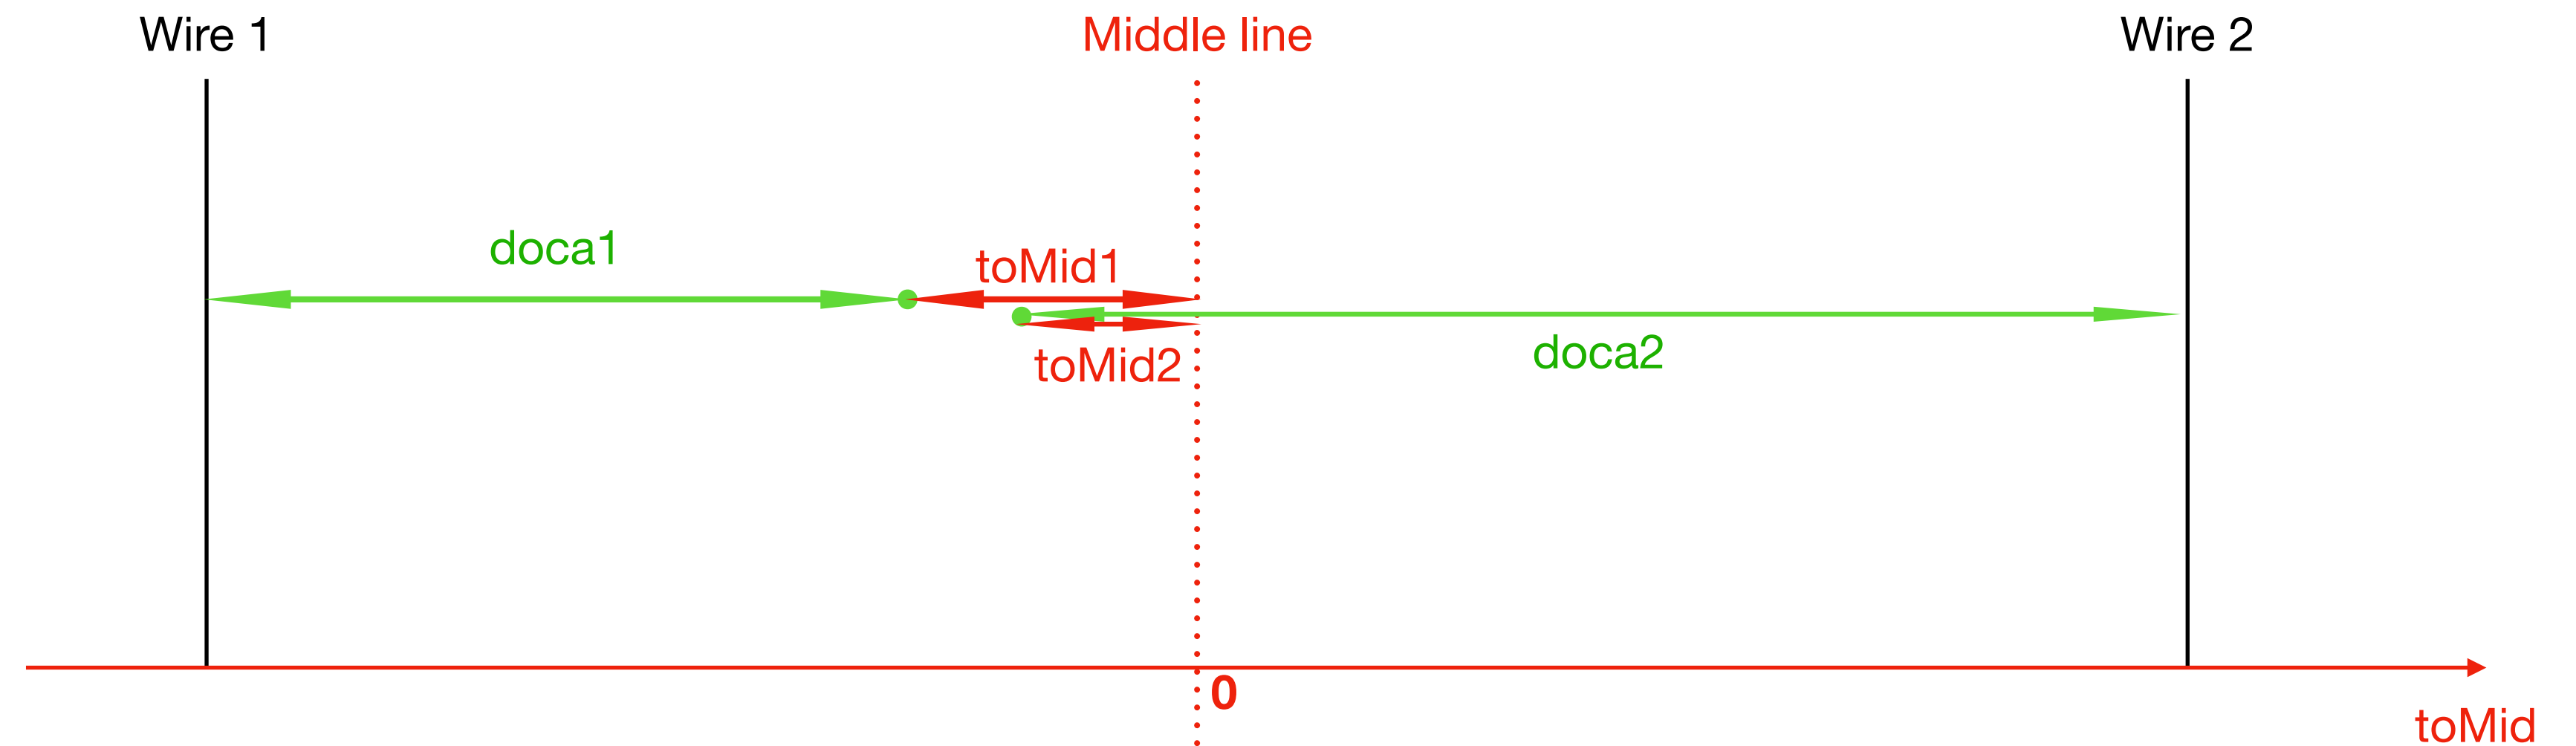 Wire 1
Middle line
Wire 2
doca1
toMid1
toMid2
doca2
0
toMid